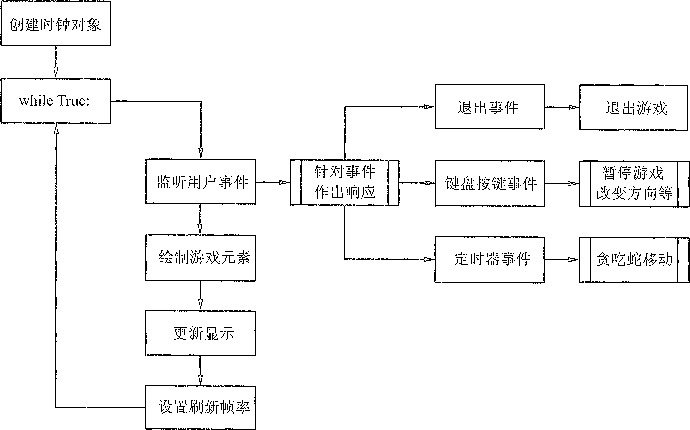 创建时钟对象
while True:
退出事件
退出游戏
监听用户事件
针对事件
作出响应
键盘按键事件
暂停游戏
改变方向等
绘制游戏元素
定时器事件
贪吃蛇移动
更新显示
设置刷新帧率